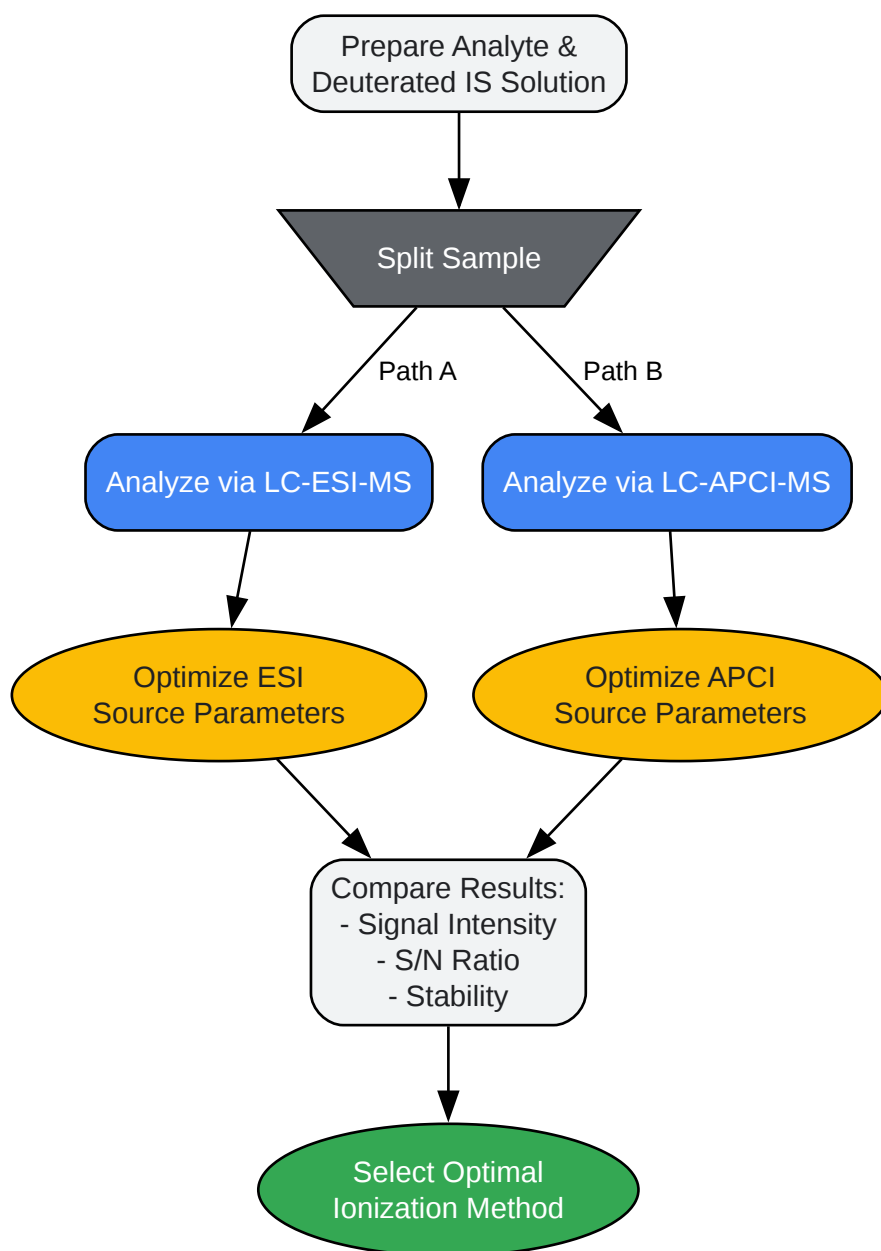 Prepare Analyte &
Deuterated IS Solution
Split Sample
Path A
Path B
Analyze via LC-ESI-MS
Analyze via LC-APCI-MS
Optimize ESI
Source Parameters
Optimize APCI
Source Parameters
Compare Results:
- Signal Intensity
- S/N Ratio
- Stability
Select Optimal
Ionization Method